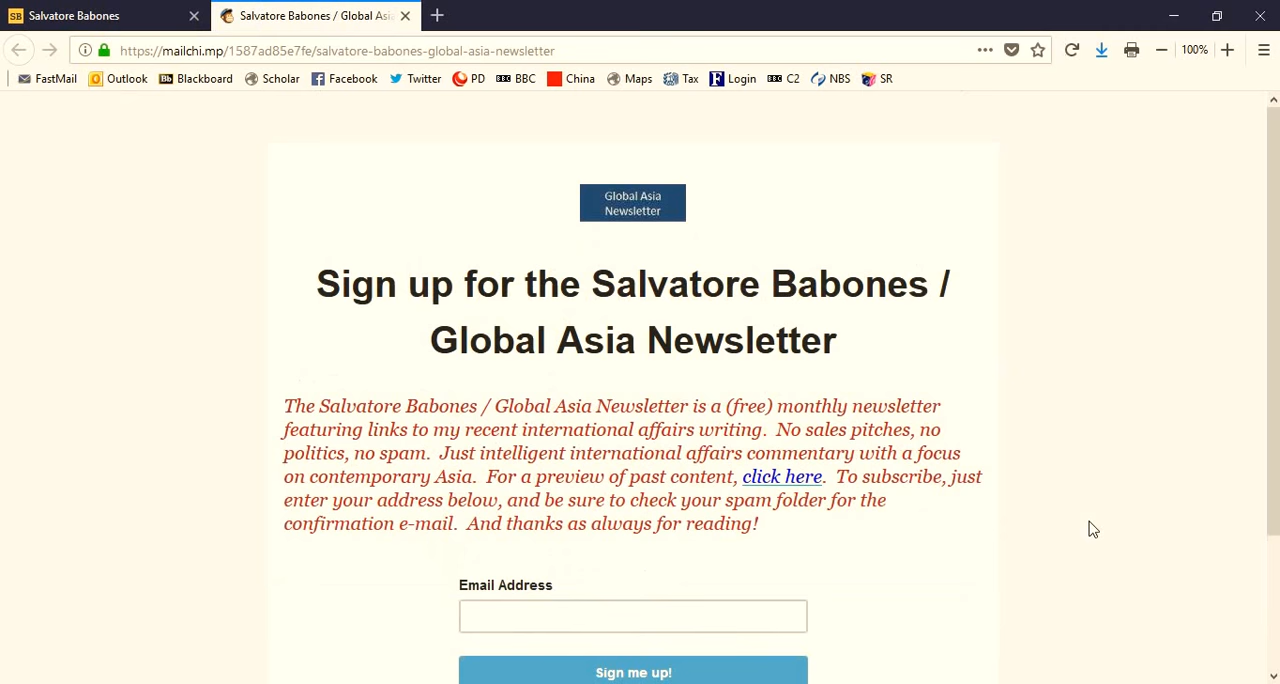 SB Salvatore Babones
Salvatore Babones / Global Asi
https://mailchi.mp/1587ad85e7fe/salvatore-babones-global-asia-newsletter
100%
FastMail Outlook Bb Blackboard Scholar Facebook Twitter PD BBC BBC China Maps Tax F Login BBC C2 NBS SR
Global Asia
Newsletter
Sign up for the Salvatore Babones /
Global Asia Newsletter
The Salvatore Babones / Global Asia Newsletter is a (free) monthly newsletter
featuring links to my recent international affairs writing. No sales pitches, no
politics, no spam. Just intelligent international affairs commentary with a focus
on contemporary Asia. For a preview of past content, click here. To subscribe, just
enter your address below, and be sure to check your spam folder for the
confirmation e-mail. And thanks as always for reading!
Email Address
Sign me up!